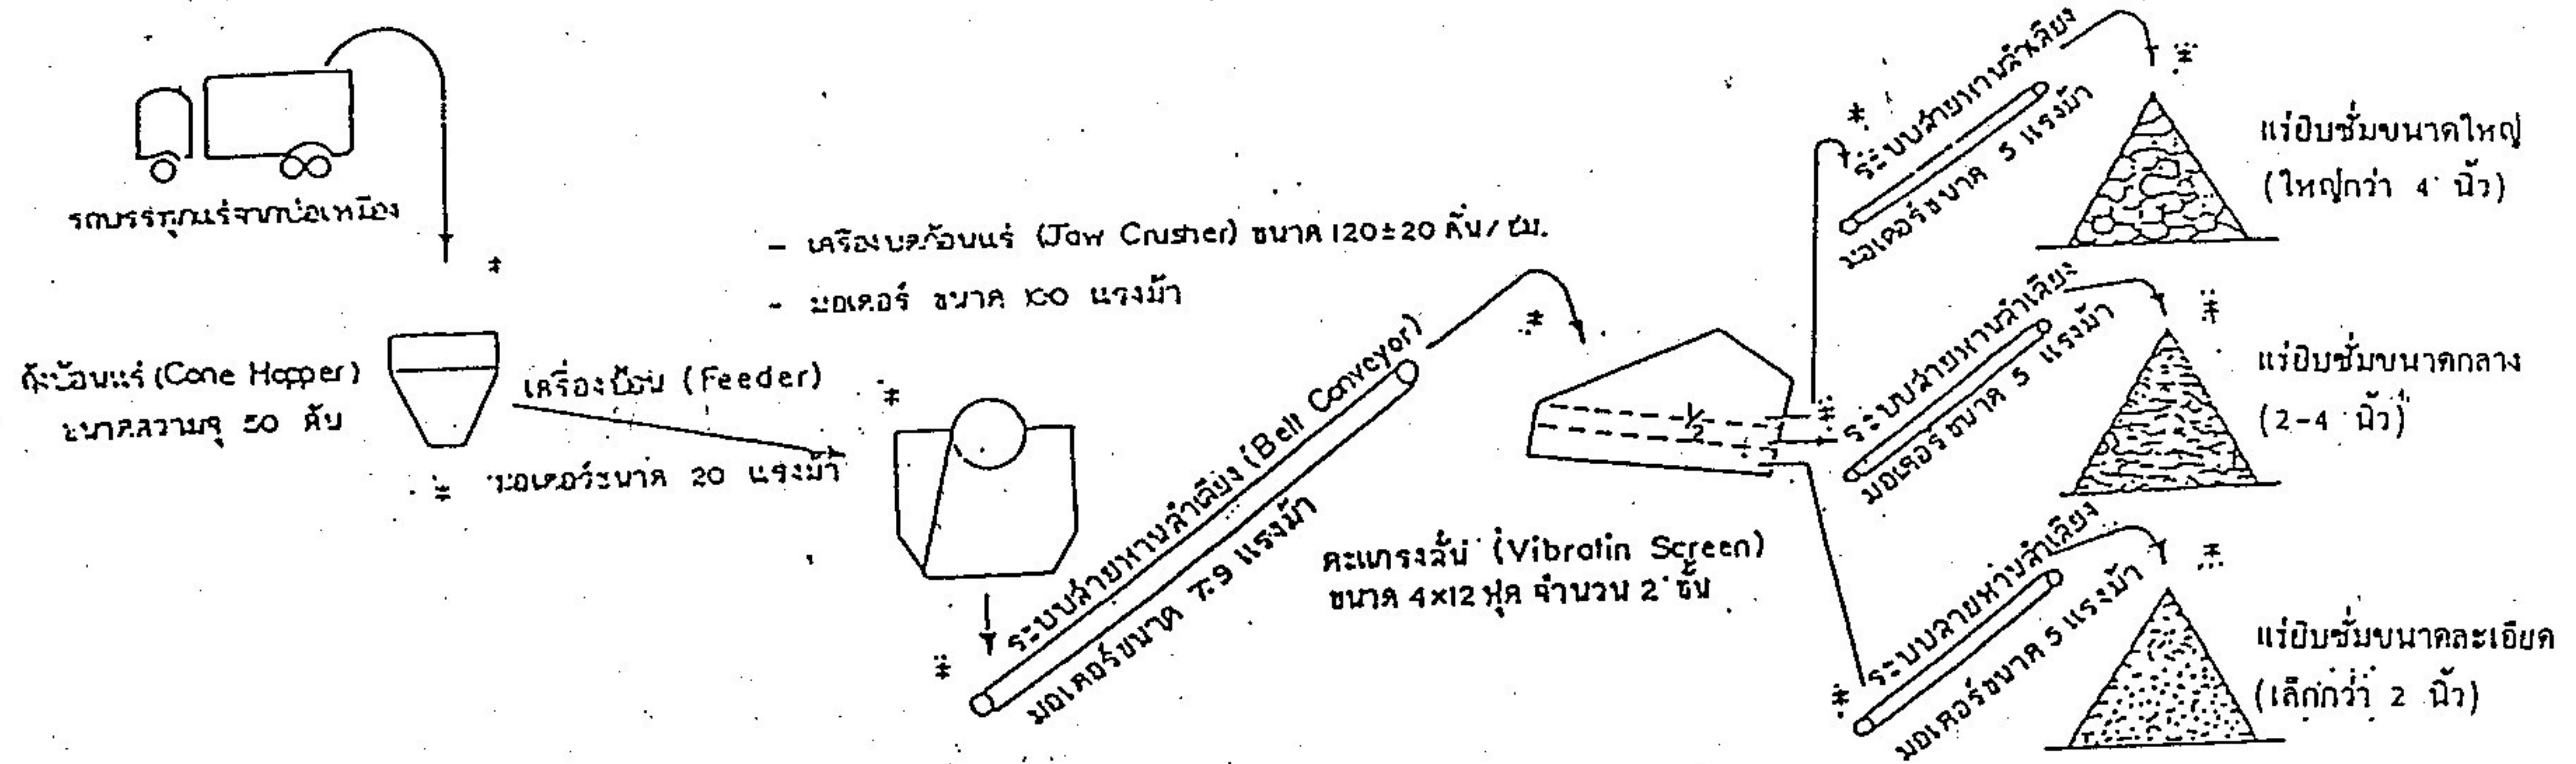 รถบรรทุกแร่จากบ่อเหมือง
ถังป้อนแร่ (Cone Hopper)
ขนาดความจุ 50 ตัน
เครื่องป้อน (Feeder)
มอเตอร์ขนาด 20 แรงม้า
- เครื่องบดก้อนแร่ (Jaw Crusher) ขนาด 120±20 ตัน/ชม.
- มอเตอร์ ขนาด 100 แรงม้า
ระบบสายพานลำเลียง (Belt Conveyor)
มอเตอร์ขนาด 7.9 แรงม้า
ตะแกรงสั่น (Vibratin Screen)
ขนาด 4x12 ฟุต จำนวน 2 ชั้น
1/2
ระบบสายพานลำเลียง
มอเตอร์ขนาด 5 แรงม้า
แร่ยิบซั่มขนาดใหญ่
(ใหญ่กว่า 4 นิ้ว)
ระบบสายพานลำเลียง
มอเตอร์ขนาด 5 แรงม้า
แร่ยิบซั่มขนาดกลาง
(2-4 นิ้ว)
ระบบสายพานลำเลียง
มอเตอร์ขนาด 5 แรงม้า
แร่ยิบซั่มขนาดละเอียด
(เล็กกว่า 2 นิ้ว)